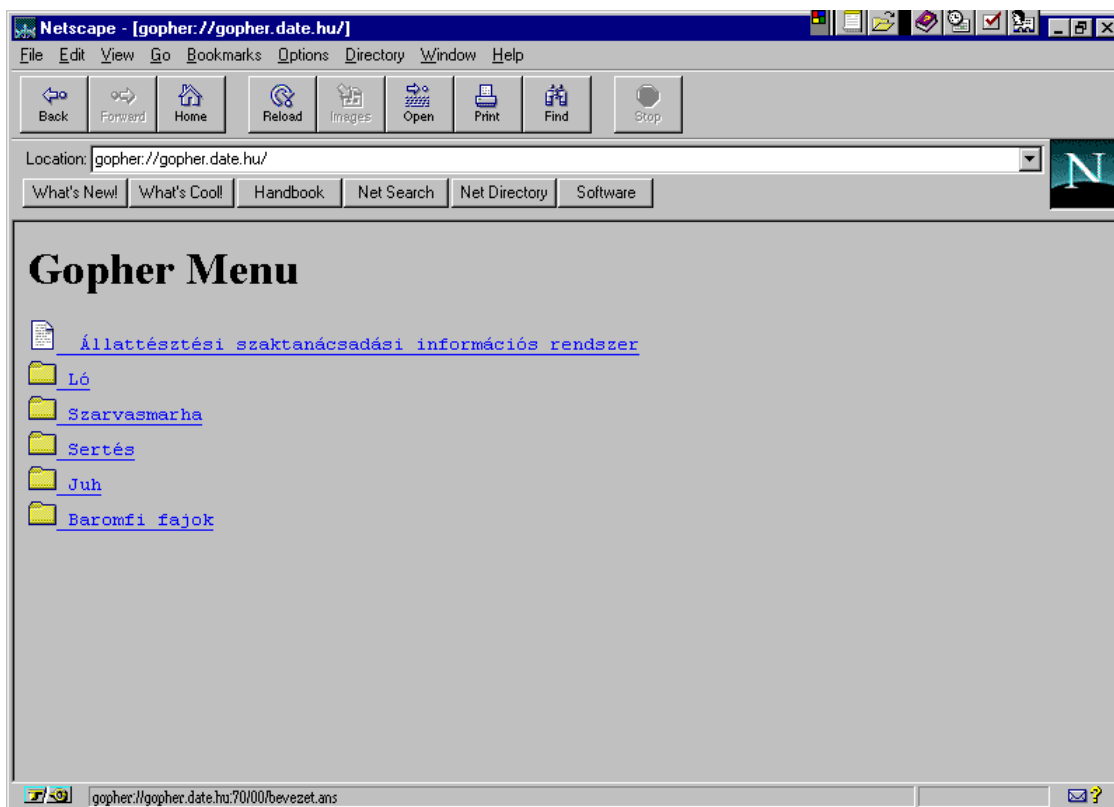 Netscape - [gopher://gopher.date.hu/]
File Edit View Go Bookmarks Options Directory Window Help
Back Forward Home Reload Images Open Print Find Stop
Location: gopher://gopher.date.hu/
N
What's New! What's Cool! Handbook Net Search Net Directory Software
Gopher Menu
Állattésztési szaktanácsadási információs rendszer
Ló
Szarvasmarha
Sertés
Juh
Baromfi fajok
gopher://gopher.date.hu:70/00/bevezet.ans